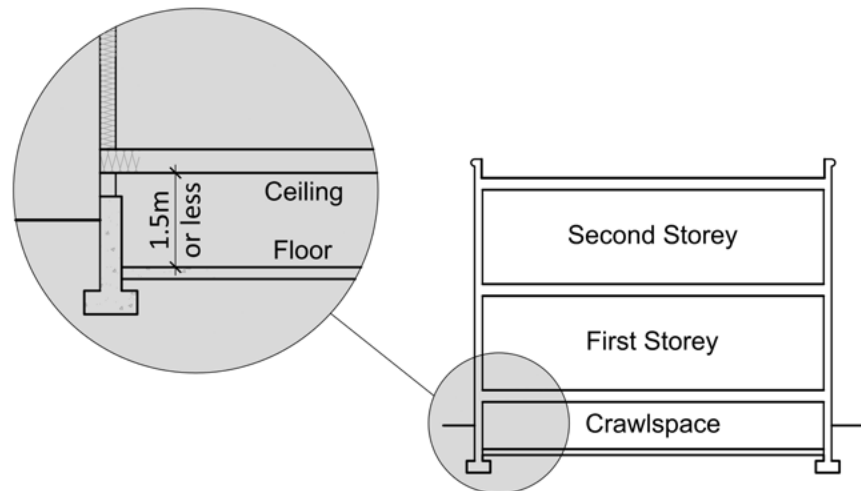 1.5m
or less
Ceiling
Floor
Second Storey
First Storey
Crawlspace